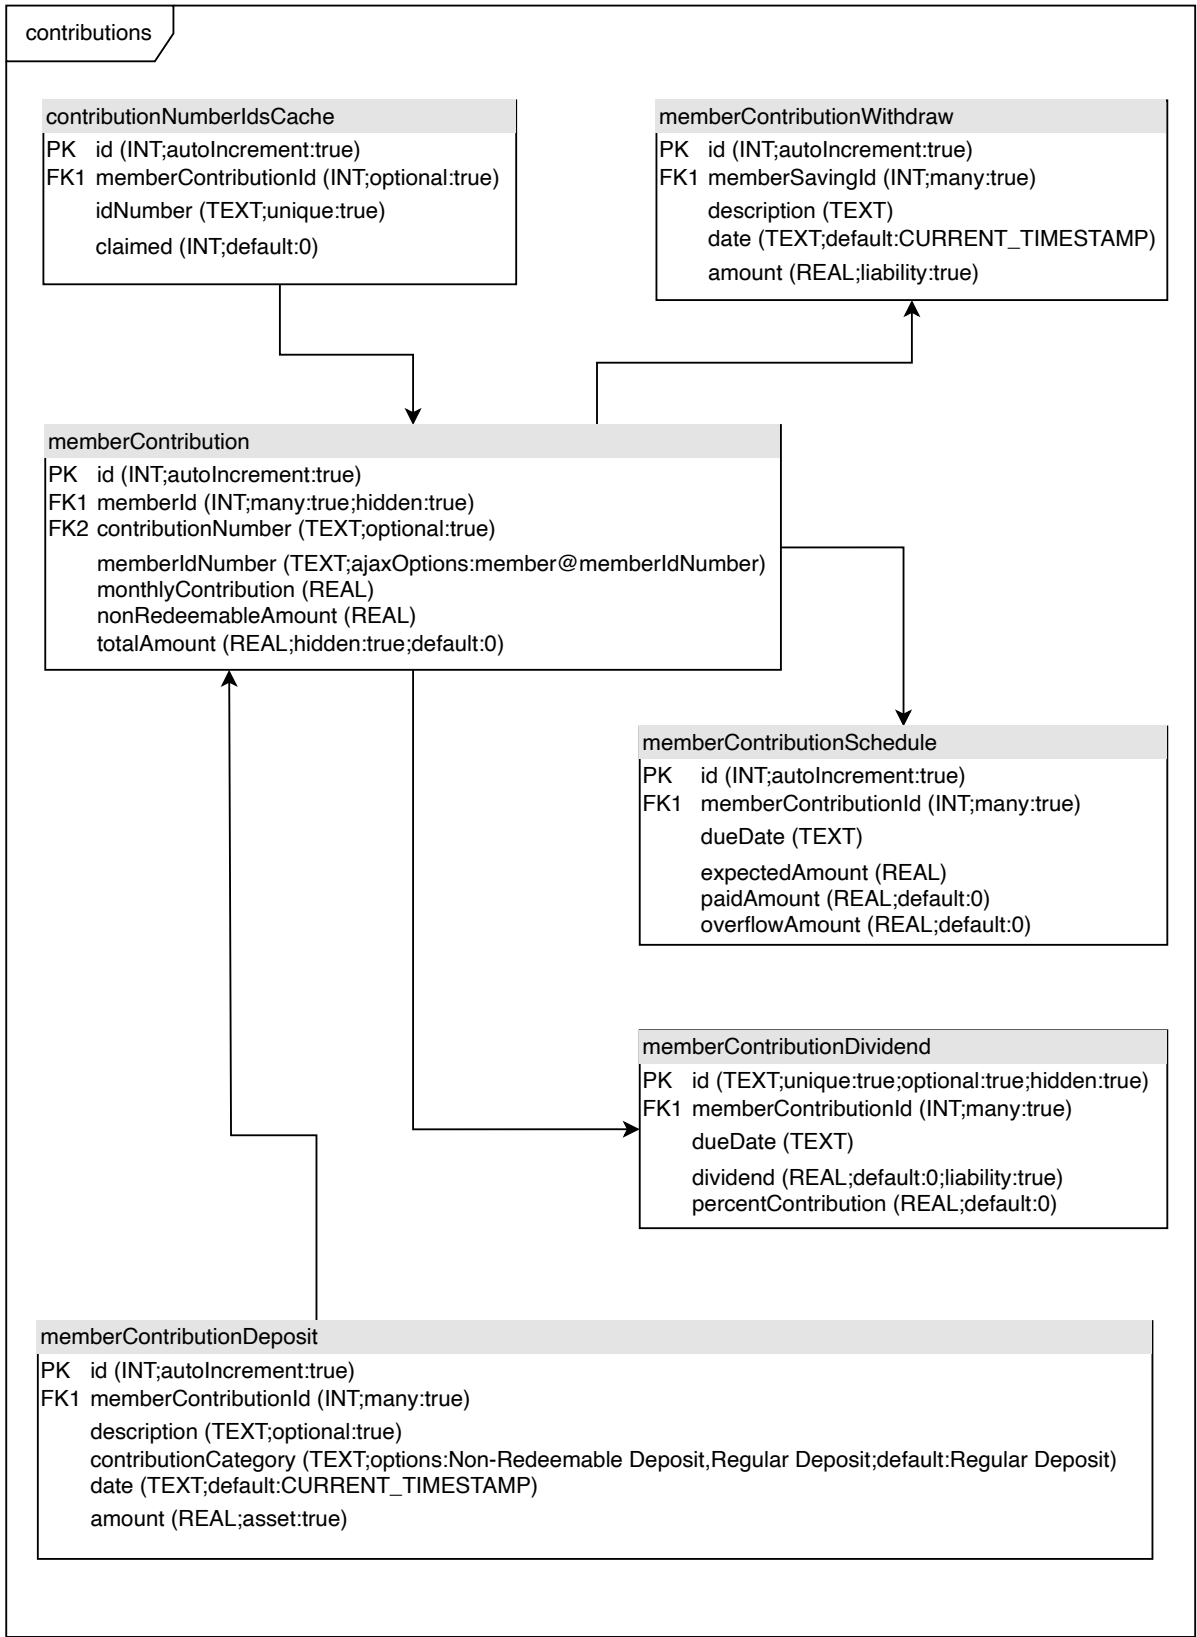 contributions
contributionNumberIdsCache
PK id (INT;autoIncrement:true)
FK1 memberContributionId (INT;optional:true)
idNumber (TEXT;unique:true)
claimed (INT;default:0)
memberContributionWithdraw
PK id (INT;autoIncrement:true)
FK1 memberSavingId (INT;many:true)
description (TEXT)
date (TEXT;default:CURRENT_TIMESTAMP)
amount (REAL;liability:true)
memberContribution
PK id (INT;autoIncrement:true)
FK1 memberId (INT;many:true;hidden:true)
FK2 contributionNumber (TEXT;optional:true)
memberIdNumber (TEXT;ajaxOptions:member@memberIdNumber)
monthlyContribution (REAL)
nonRedeemableAmount (REAL)
totalAmount (REAL;hidden:true;default:0)
memberContributionSchedule
PK id (INT;autoIncrement:true)
FK1 memberContributionId (INT;many:true)
dueDate (TEXT)
expectedAmount (REAL)
paidAmount (REAL;default:0)
overflowAmount (REAL;default:0)
memberContributionDividend
PK id (TEXT;unique:true;optional:true;hidden:true)
FK1 memberContributionId (INT;many:true)
dueDate (TEXT)
dividend (REAL;default:0;liability:true)
percentContribution (REAL;default:0)
memberContributionDeposit
PK id (INT;autoIncrement:true)
FK1 memberContributionId (INT;many:true)
description (TEXT;optional:true)
contributionCategory (TEXT;options:Non-Redeemable Deposit,Regular Deposit;default:Regular Deposit)
date (TEXT;default:CURRENT_TIMESTAMP)
amount (REAL;asset:true)